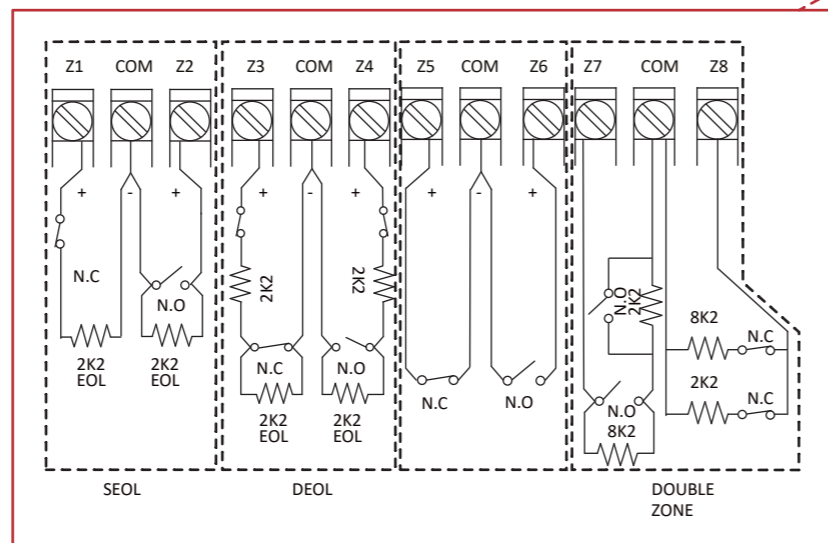 Z1 COM Z2 Z3 COM Z4 Z5 COM Z6 Z7 COM Z8
+ - + + - + + - +
N.C
N.O
2K2
EOL
2K2
EOL
2K2
2K2
N.C
N.O
2K2
EOL
2K2
EOL
N.C
N.O
N.O
2K2
N.O
8K2
8K2
N.C
2K2
N.C
SEOL
DEOL
DOUBLE
ZONE